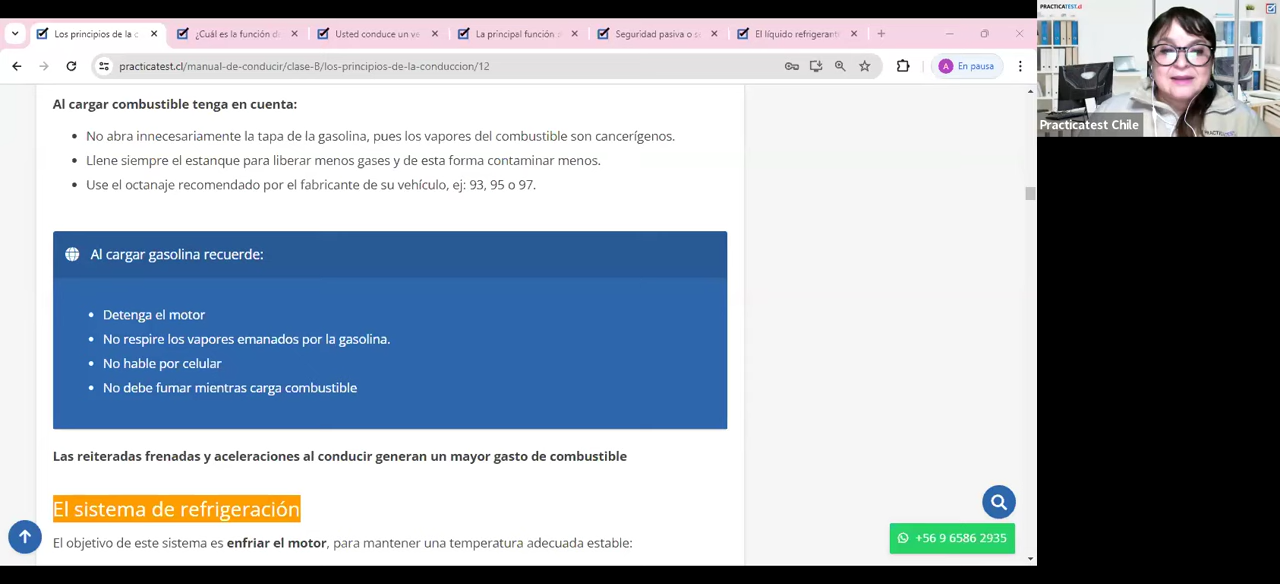 Los principios de la c
¿Cuál es la función d
Usted conduce un ve
La principal función
Seguridad pasiva o s
El líquido refrigerant
practicatest.cl/manual-de-conducir/clase-B/los-principios-de-la-conduccion/12
A
En pausa
PRACTICATEST.cl
Practicatest Chile
Al cargar combustible tenga en cuenta:
• No abra innecesariamente la tapa de la gasolina, pues los vapores del combustible son cancerígenos.
• Llene siempre el estanque para liberar menos gases y de esta forma contaminar menos.
• Use el octanaje recomendado por el fabricante de su vehículo, ej: 93, 95 o 97.
Al cargar gasolina recuerde:
• Detenga el motor
• No respire los vapores emanados por la gasolina.
• No hable por celular
• No debe fumar mientras carga combustible
Las reiteradas frenadas y aceleraciones al conducir generan un mayor gasto de combustible
El sistema de refrigeración
El objetivo de este sistema es enfriar el motor, para mantener una temperatura adecuada estable:
+56 9 6586 2935